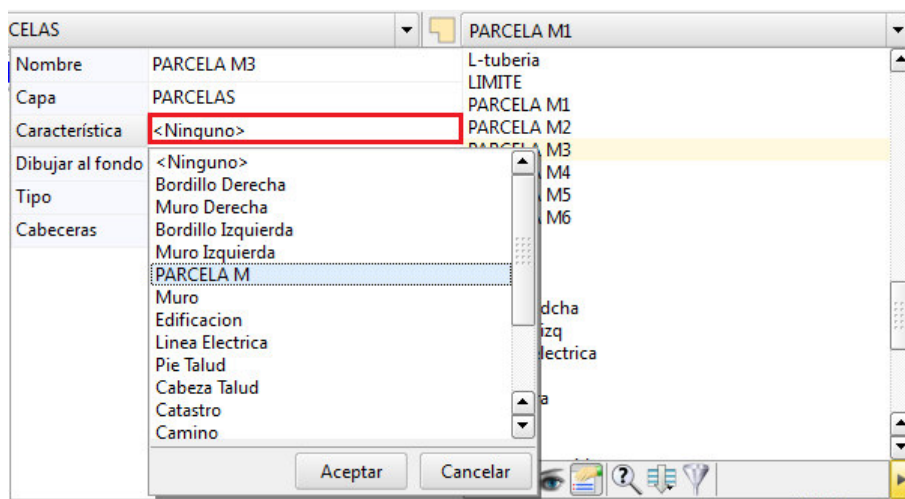 CELAS
PARCELA M1
Nombre
PARCELA M3
Capa
PARCELAS
Característica
<Ninguno>
Dibujar al fondo
Tipo
Cabeceras
<Ninguno>
Bordillo Derecha
Muro Derecha
Bordillo Izquierda
Muro Izquierda
PARCELA M
Muro
Edificacion
Linea Electrica
Pie Talud
Cabeza Talud
Catastro
Camino
Aceptar
Cancelar
L-tuberia
LIMITE
PARCELA M1
PARCELA M2
PARCELA M3
M4
M5
M6
dcha
izq
lectrica
a